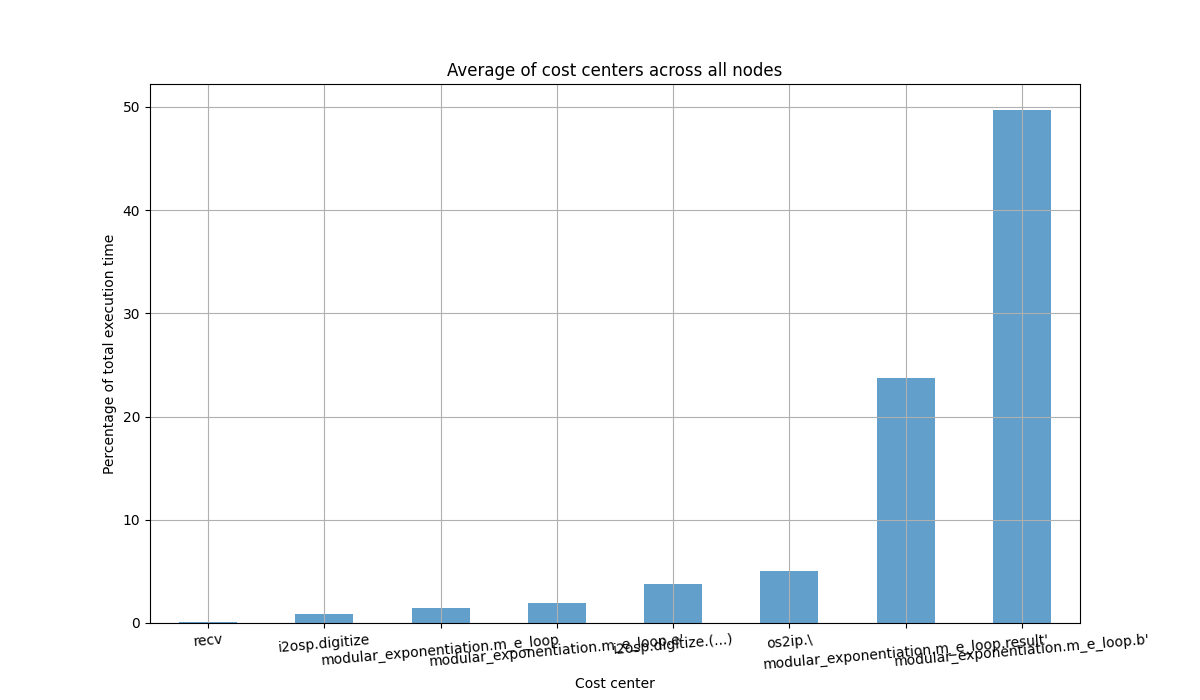 Average of cost centers across all nodes
50
40
30
20
10
0
Percentage of total execution time
recv
i2osp.digitize
modular_exponentiation.m_e_loop
modular_exponentiation.m_e_loop.e'
i2osp.digitize.(...)
os2ip.\
modular_exponentiation.m_e_loop.result'
modular_exponentiation.m_e_loop.b'
Cost center